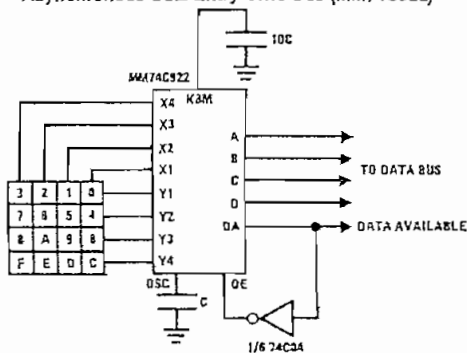 Asynchronous Data Entry Onto Bus (MM74C922)
10C
MM74C922
KBM
X4
X3
X2
X1
Y1
Y2
Y3
Y4
A
B
C
D
DA
TO DATA BUS
DATA AVAILABLE
3 2 1 0
7 6 5 4
B A 9 8
F E D C
OSC
OE
C
1/6 74C04